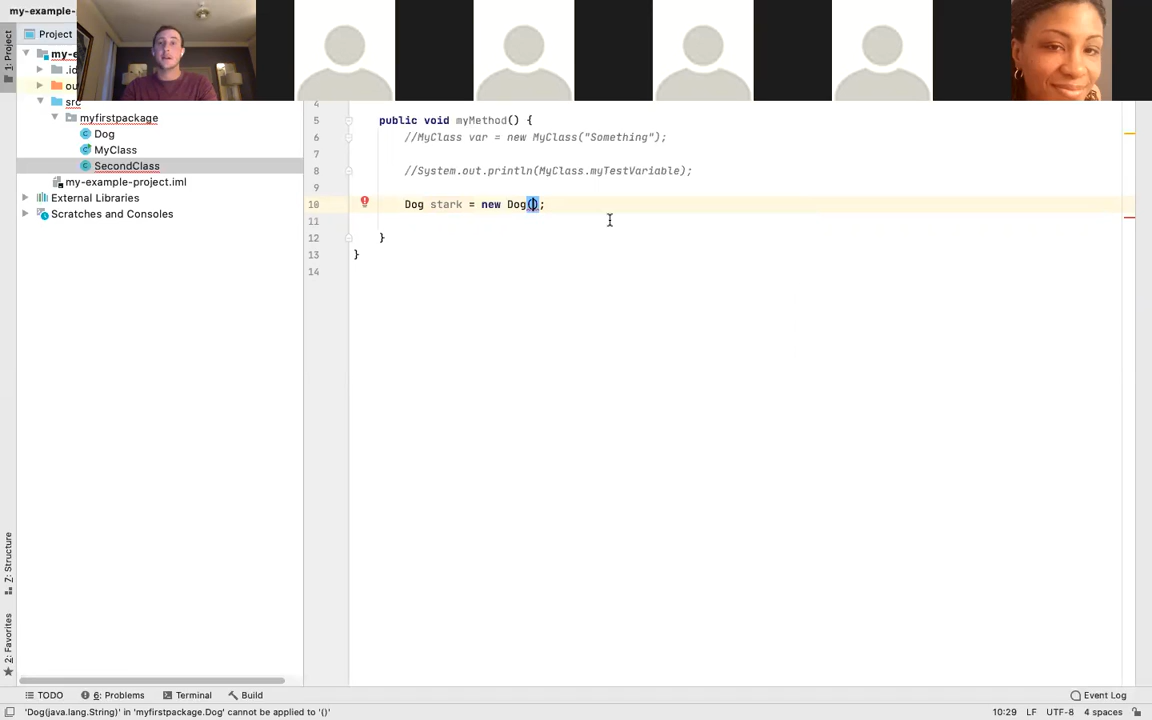 my-example-
Project
my-e
.id
ou
src
myfirstpackage
Dog
MyClass
SecondClass
my-example-project.iml
External Libraries
Scratches and Consoles
1: Project
Z: Structure
2: Favorites
4
5 public void myMethod() {
6 //MyClass var = new MyClass("Something");
7
8 //System.out.println(MyClass.myTestVariable);
9
10 Dog stark = new Dog();
11
12 }
13 }
14
TODO 6: Problems Terminal Build Event Log
'Dog(java.lang.String)' in 'myfirstpackage.Dog' cannot be applied to '()' 10:29 LF UTF-8 4 spaces